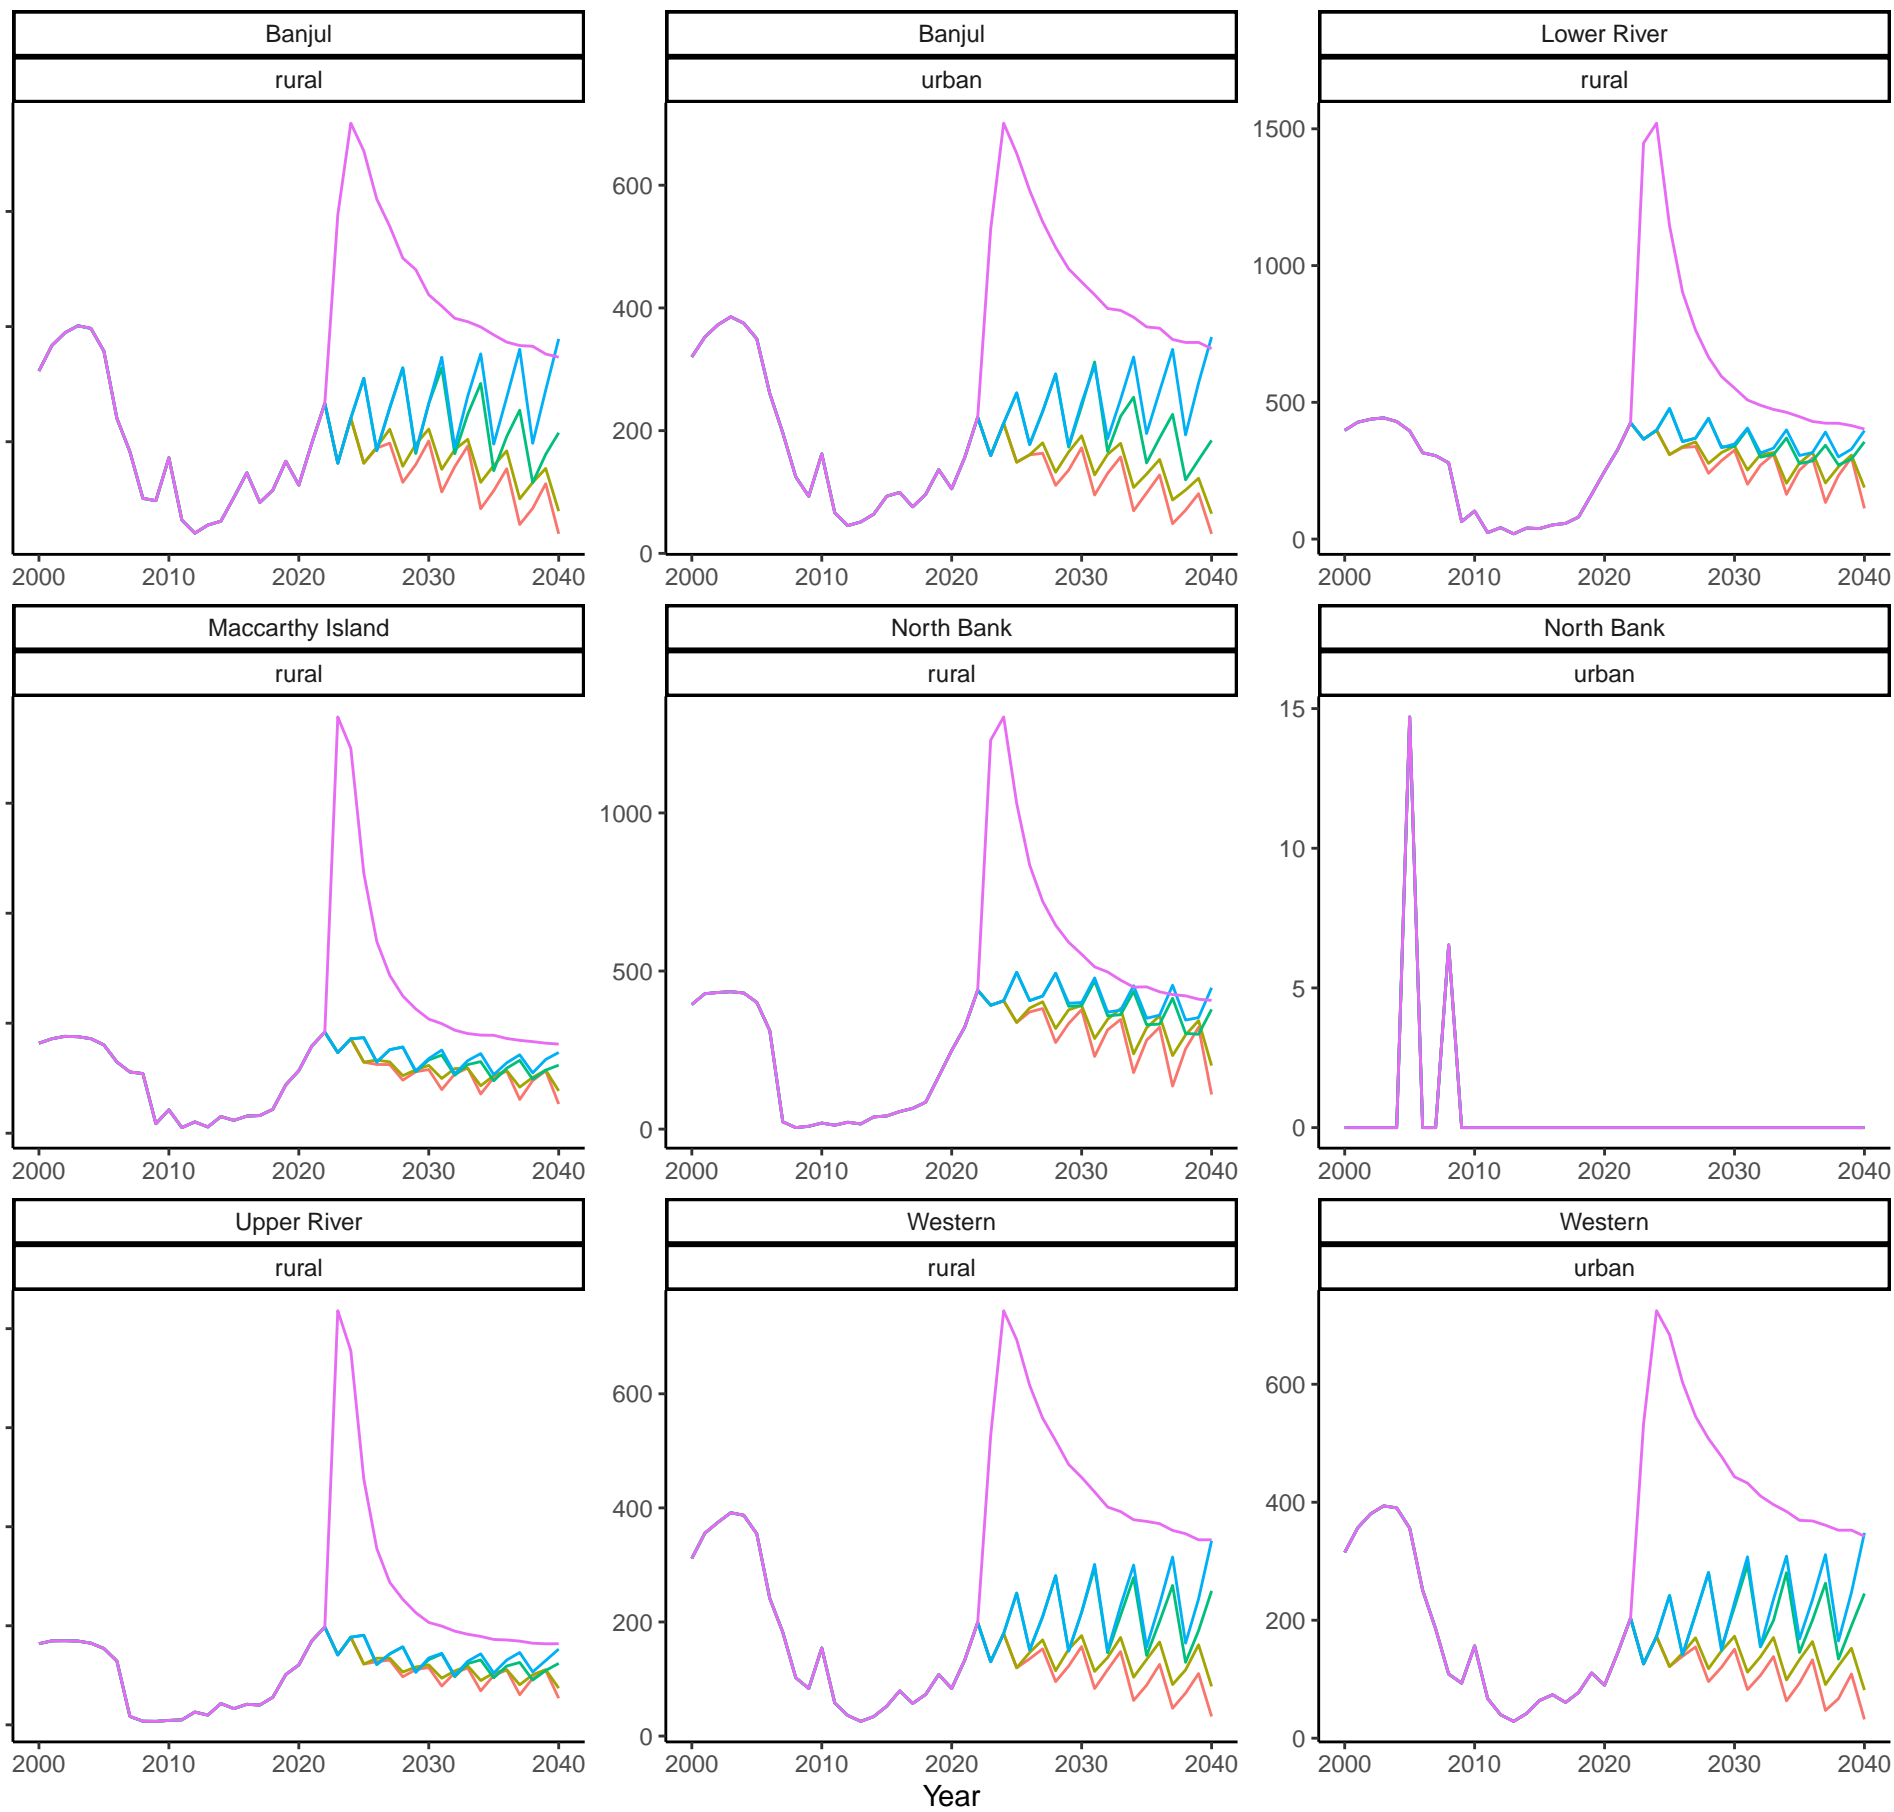 Banjul
Banjul
Lower River
rural
urban
rural
600
400
200
0
1500
1000
500
0
2000 2010 2020 2030 2040
2000 2010 2020 2030 2040
2000 2010 2020 2030 2040
Maccarthy Island
North Bank
North Bank
rural
rural
urban
1000
500
0
15
10
5
0
2000 2010 2020 2030 2040
2000 2010 2020 2030 2040
2000 2010 2020 2030 2040
Upper River
Western
Western
rural
rural
urban
600
400
200
0
600
400
200
0
2000 2010 2020 2030 2040
2000 2010 2020 2030 2040
2000 2010 2020 2030 2040
Year